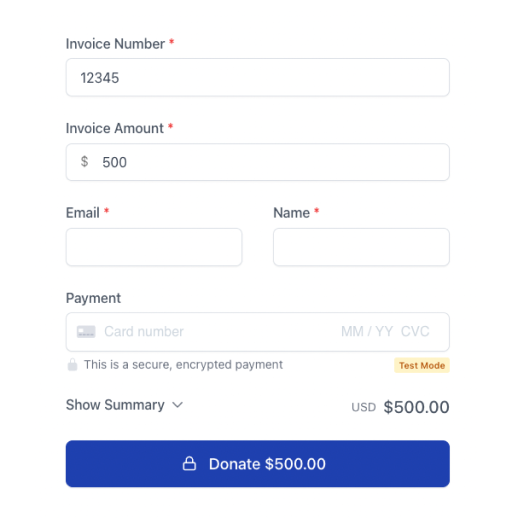 Invoice Number *
12345
Invoice Amount *
$ 500
Email * Name *
Payment
Card number MM / YY CVC
This is a secure, encrypted payment Test Mode
Show Summary USD $500.00
Donate $500.00